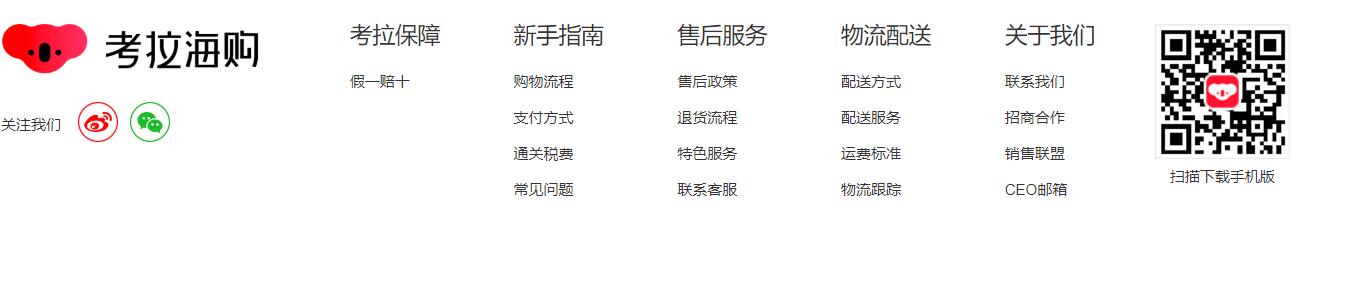 考拉海购
关注我们
考拉保障
假一赔十
新手指南
购物流程
支付方式
通关税费
常见问题
售后服务
售后政策
退货流程
特色服务
联系客服
物流配送
配送方式
配送服务
运费标准
物流跟踪
关于我们
联系我们
招商合作
销售联盟
CEO邮箱
扫描下载手机版